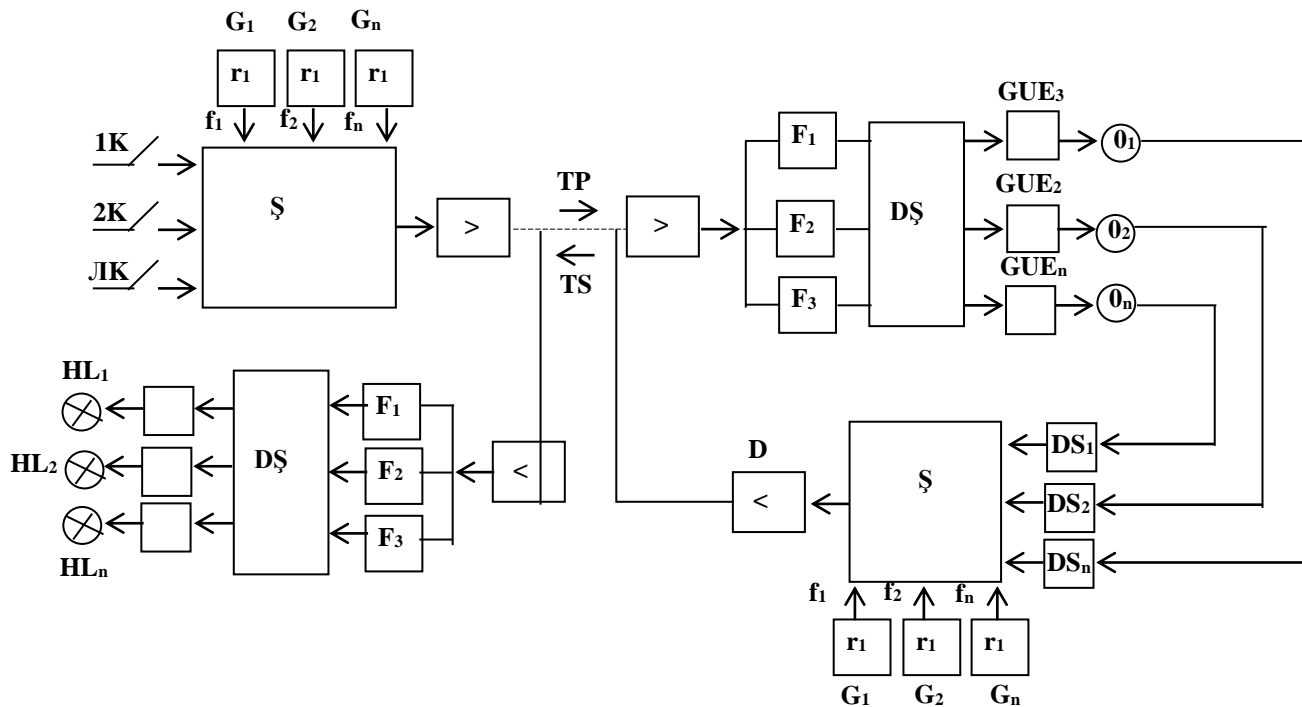 G₁ G₂ Gₙ
r₁ r₁ r₁
f₁ f₂ fₙ
1K
2K
ЛK
Ş
>
TP
TS
>
F₁
F₂
F₃
DŞ
GUE₃
GUE₂
GUEₙ
0₁
0₂
0ₙ
HL₁
HL₂
HLₙ
DŞ
F₁
F₂
F₃
<
D
<
Ş
DS₁
DS₂
DSₙ
f₁ f₂ fₙ
r₁ r₁ r₁
G₁ G₂ Gₙ